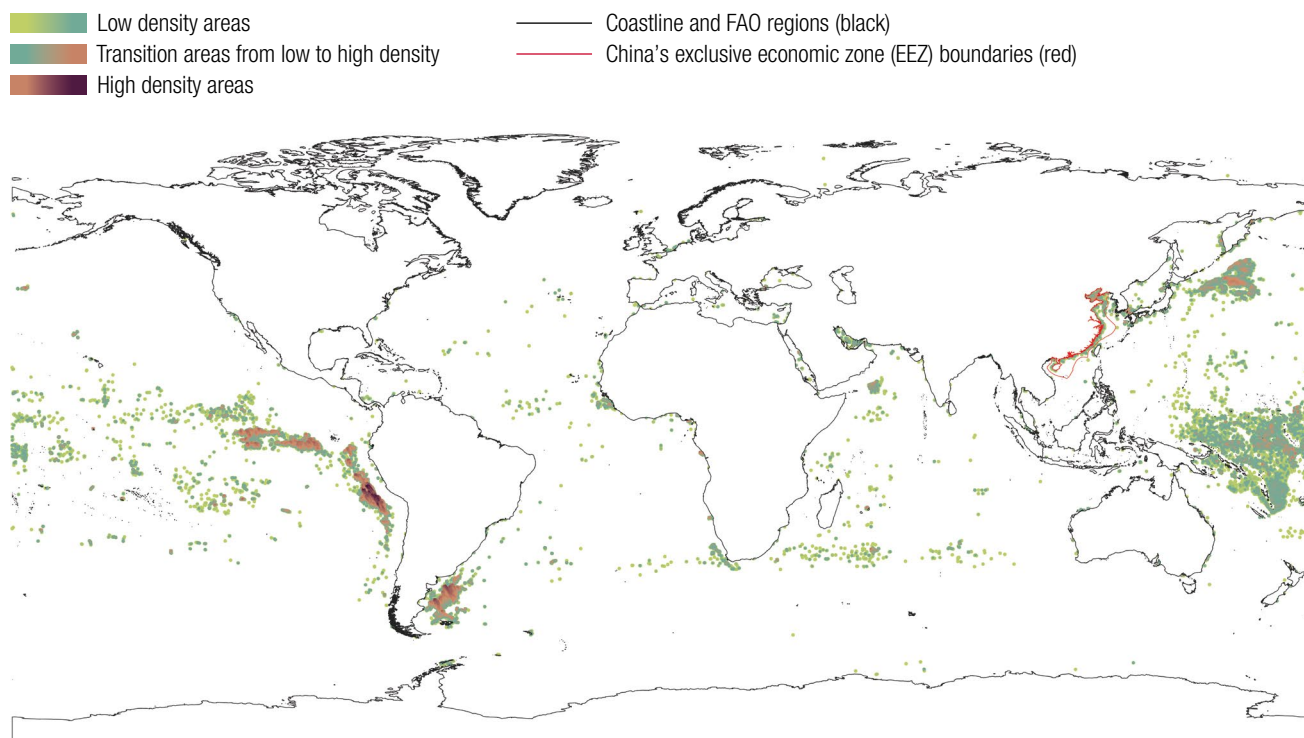 Low density areas
Transition areas from low to high density
High density areas
Coastline and FAO regions (black)
China's exclusive economic zone (EEZ) boundaries (red)